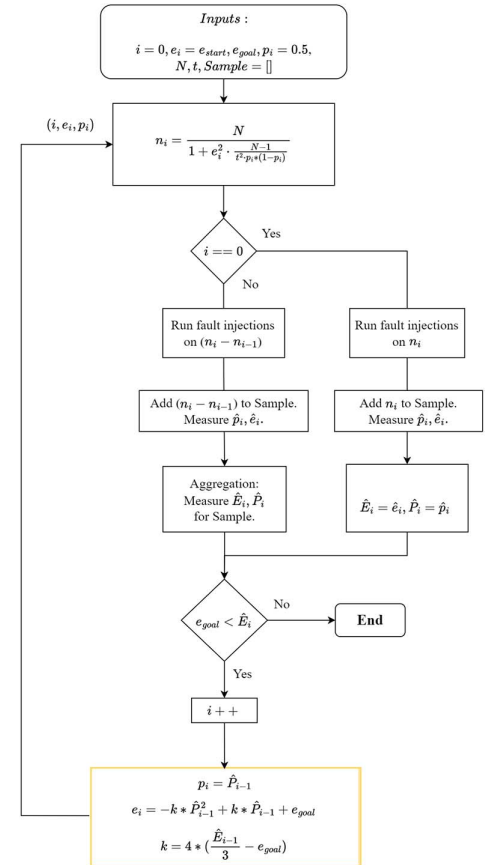 Inputs :
i = 0, e_i = e_start, e_goal, p_i = 0.5,
N, t, Sample = []
(i, e_i, p_i)
n_i = N / (1 + e_i^2 · (N−1) / (t^2·p_i*(1−p_i)))
Yes
i == 0
No
Run fault injections
on (n_i − n_{i−1})
Run fault injections
on n_i
Add (n_i − n_{i−1}) to Sample.
Measure p̂_i, ê_i.
Add n_i to Sample.
Measure p̂_i, ê_i.
Aggregation:
Measure Ê_i, P̂_i
for Sample.
Ê_i = ê_i, P̂_i = p̂_i
No
e_goal < Ê_i
End
Yes
i + +
p_i = P̂_{i−1}
e_i = −k * P̂_{i−1}^2 + k * P̂_{i−1} + e_goal
k = 4 * (Ê_{i−1} / 3 − e_goal)